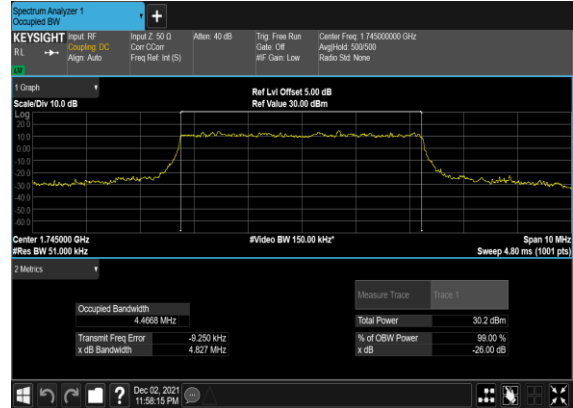 Spectrum Analyzer 1
Occupied BW
KEYSIGHT Input: RF Input Z: 50 Ω Atten: 40 dB Trig: Free Run Center Freq: 1.745000000 GHz
RL Coupling: DC Corr CCorr Gate: Off Avg|Hold: 500/500
Align: Auto Freq Ref: Int (S) #IF Gain: Low Radio Std: None
LW
1 Graph
Ref Lvl Offset 5.00 dB
Scale/Div 10.0 dB Ref Value 30.00 dBm
Log
20.0
10.0
0.00
-10.0
-20.0
-30.0
-40.0
-50.0
-60.0
Center 1.745000 GHz #Video BW 150.00 kHz* Span 10 MHz
#Res BW 51.000 kHz Sweep 4.80 ms (1001 pts)
2 Metrics
Measure Trace Trace 1
Occupied Bandwidth
4.4668 MHz Total Power 30.2 dBm
Transmit Freq Error -9.250 kHz % of OBW Power 99.00 %
x dB Bandwidth 4.827 MHz x dB -26.00 dB
? Dec 02, 2021
11:58:15 PM